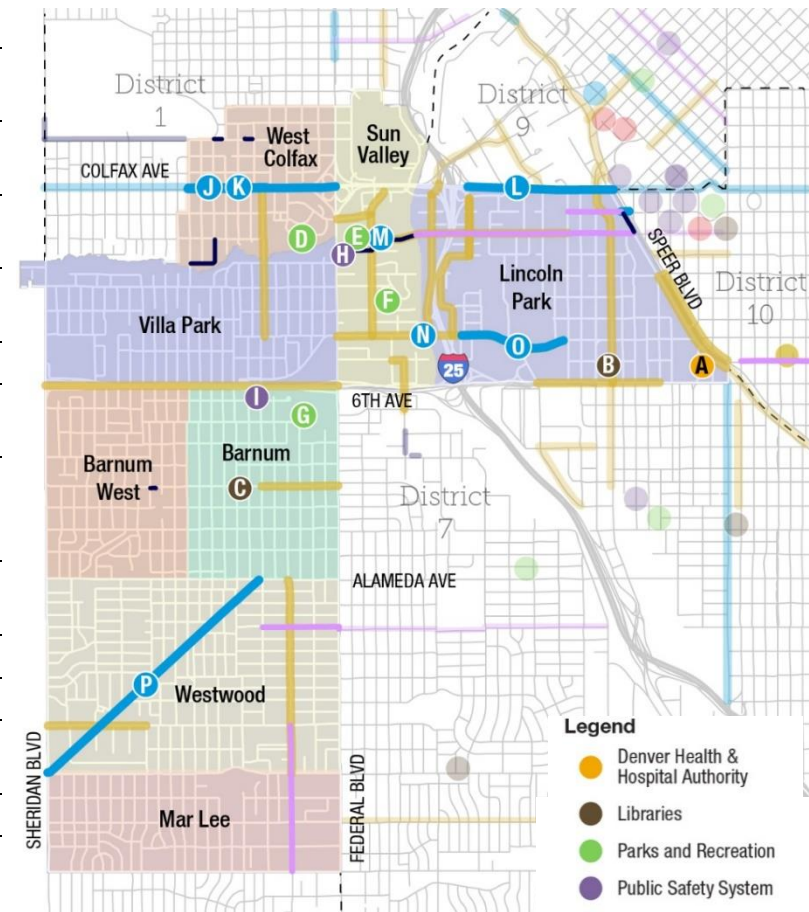 District
1
West
Colfax
Sun
Valley
District
9
COLFAX AVE
J
K
L
D
E
M
H
SPEER BLVD
Lincoln
Park
District
10
Villa Park
F
N
O
25
B
A
I
6TH AVE
G
Barnum
Barnum
West
C
District
7
ALAMEDA AVE
P
Westwood
SHERIDAN BLVD
Mar Lee
FEDERAL BLVD
Legend
Denver Health &
Hospital Authority
Libraries
Parks and Recreation
Public Safety System